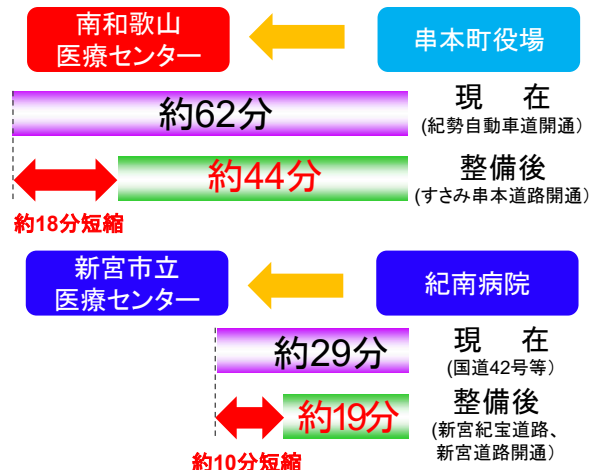 南和歌山
医療センター
串本町役場
約62分
現　在
(紀勢自動車道開通)
約44分
整備後
(すさみ串本道路開通)
約18分短縮
新宮市立
医療センター
紀南病院
約29分
現　在
(国道42号等)
約19分
整備後
(新宮紀宝道路、
新宮道路開通)
約10分短縮